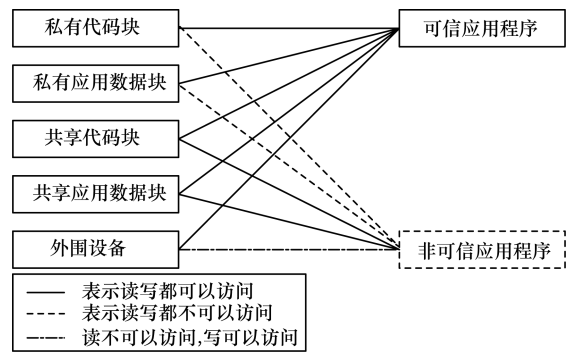 私有代码块
可信应用程序
私有应用数据块
共享代码块
共享应用数据块
外围设备
非可信应用程序
表示读写都可以访问
表示读写都不可以访问
读不可以访问,写可以访问